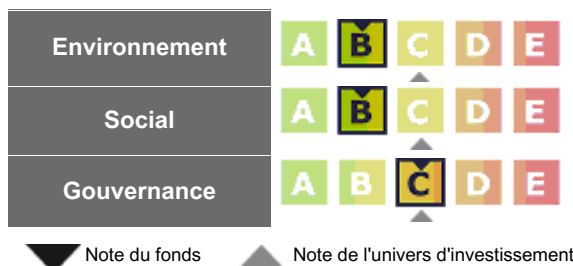 Environnement A B C D E
Social A B C D E
Gouvernance A B C D E
Note du fonds Note de l'univers d'investissement